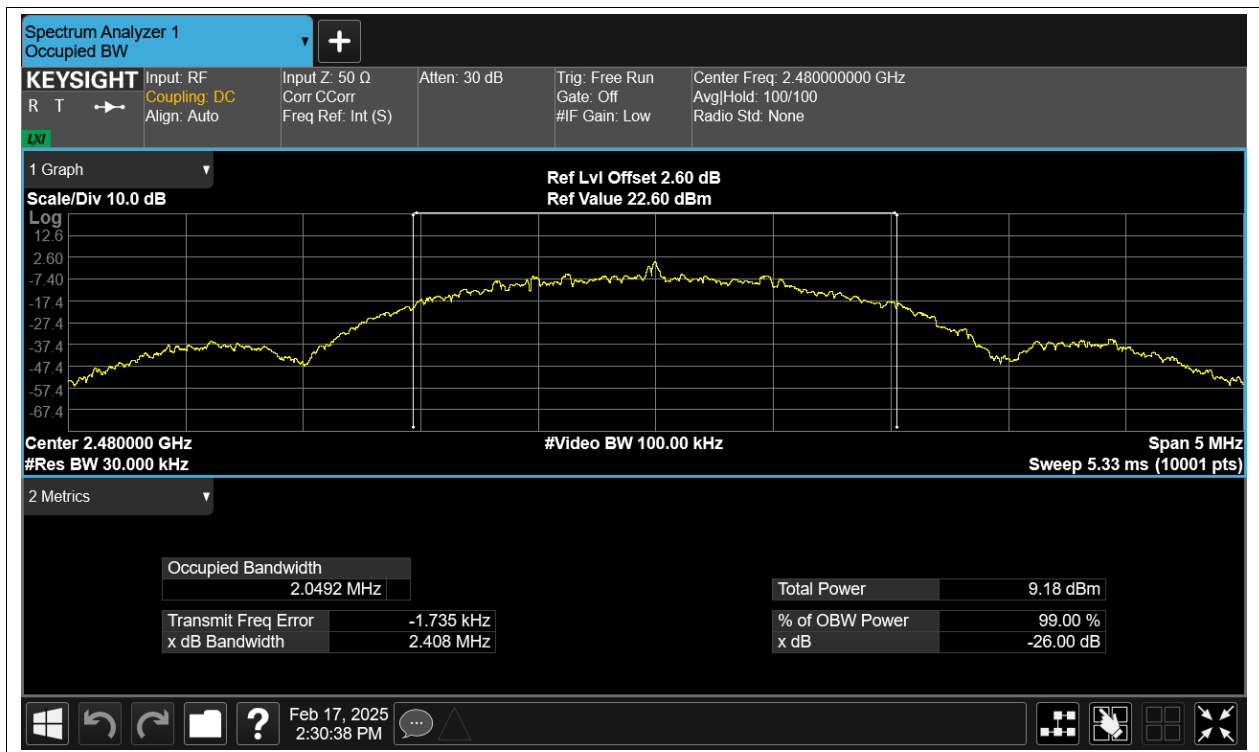 Spectrum Analyzer 1
Occupied BW
KEYSIGHT
R T
LXI
Input: RF
Coupling: DC
Align: Auto
Input Z: 50 Ω
Corr CCorr
Freq Ref: Int (S)
Atten: 30 dB
Trig: Free Run
Gate: Off
#IF Gain: Low
Center Freq: 2.480000000 GHz
Avg|Hold: 100/100
Radio Std: None
1 Graph
Scale/Div 10.0 dB
Ref Lvl Offset 2.60 dB
Ref Value 22.60 dBm
Log
12.6
2.60
-7.40
-17.4
-27.4
-37.4
-47.4
-57.4
-67.4
Center 2.480000 GHz
#Res BW 30.000 kHz
#Video BW 100.00 kHz
Span 5 MHz
Sweep 5.33 ms (10001 pts)
2 Metrics
Occupied Bandwidth
2.0492 MHz
Transmit Freq Error -1.735 kHz
x dB Bandwidth 2.408 MHz
Total Power 9.18 dBm
% of OBW Power 99.00 %
x dB -26.00 dB
?
Feb 17, 2025
2:30:38 PM